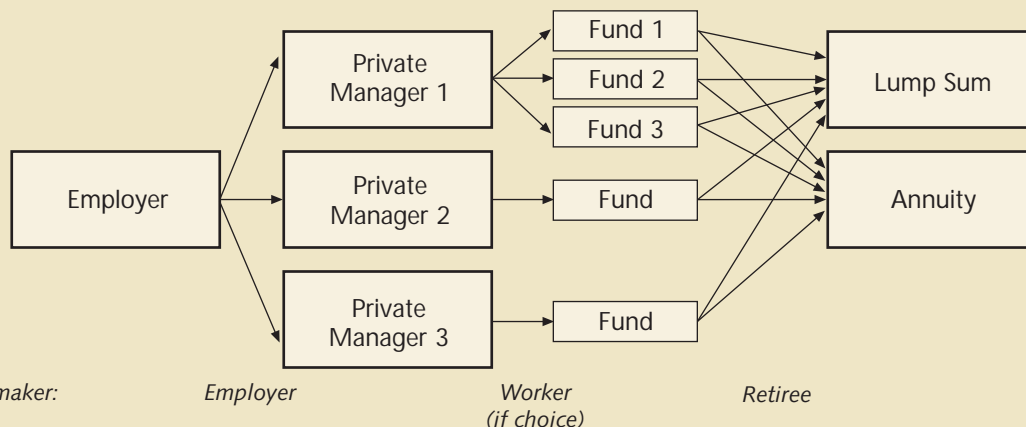 Fund 1
Private
Manager 1
Fund 2
Lump Sum
Fund 3
Employer
Private
Manager 2
Fund
Annuity
Private
Manager 3
Fund
maker:
Employer
Worker
(if choice)
Retiree